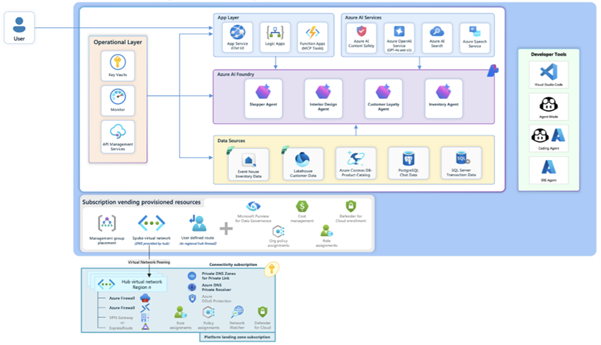 User
Operational Layer
Key Vaults
Monitor
API Management
Services
App Layer
App Service
(Chat UI)
Logic Apps
Function Apps
(MCP Tools)
Azure AI Services
Azure AI
Content Safety
Azure OpenAI
Service
Azure AI
Search
Azure Speech
Service
Azure AI Foundry
Shopper Agent
Interior Design
Agent
Customer Loyalty
Agent
Inventory Agent
Data Sources
Event house
Inventory Data
Lakehouse
Customer Data
Azure Cosmos DB-
Product Catalog
PostgreSQL
Chat Data
SQL Server
Transaction Data
Developer Tools
Visual Studio Code
Agent Mode
Coding Agent
SRE Agent
Subscription vending provisioned resources
Management group
placement
Spoke virtual network
(DNS provided by hub)
User defined route
(to regional hub firewall)
Microsoft Purview
for Data Governance
Cost
management
Defender for
Cloud enrollment
Org policy
assignments
Role
assignments
Virtual Network Peering
Connectivity subscription
Hub virtual network
Region n
Azure Firewall
Azure Firewall
VPN Gateway
ExpressRoute
Private DNS Zones
for Private Link
Azure DNS
Private Resolver
Azure
DDoS Protection
Role
assignments
Policy
assignments
Network
Watcher
Defender
for Cloud
Platform landing zone subscription